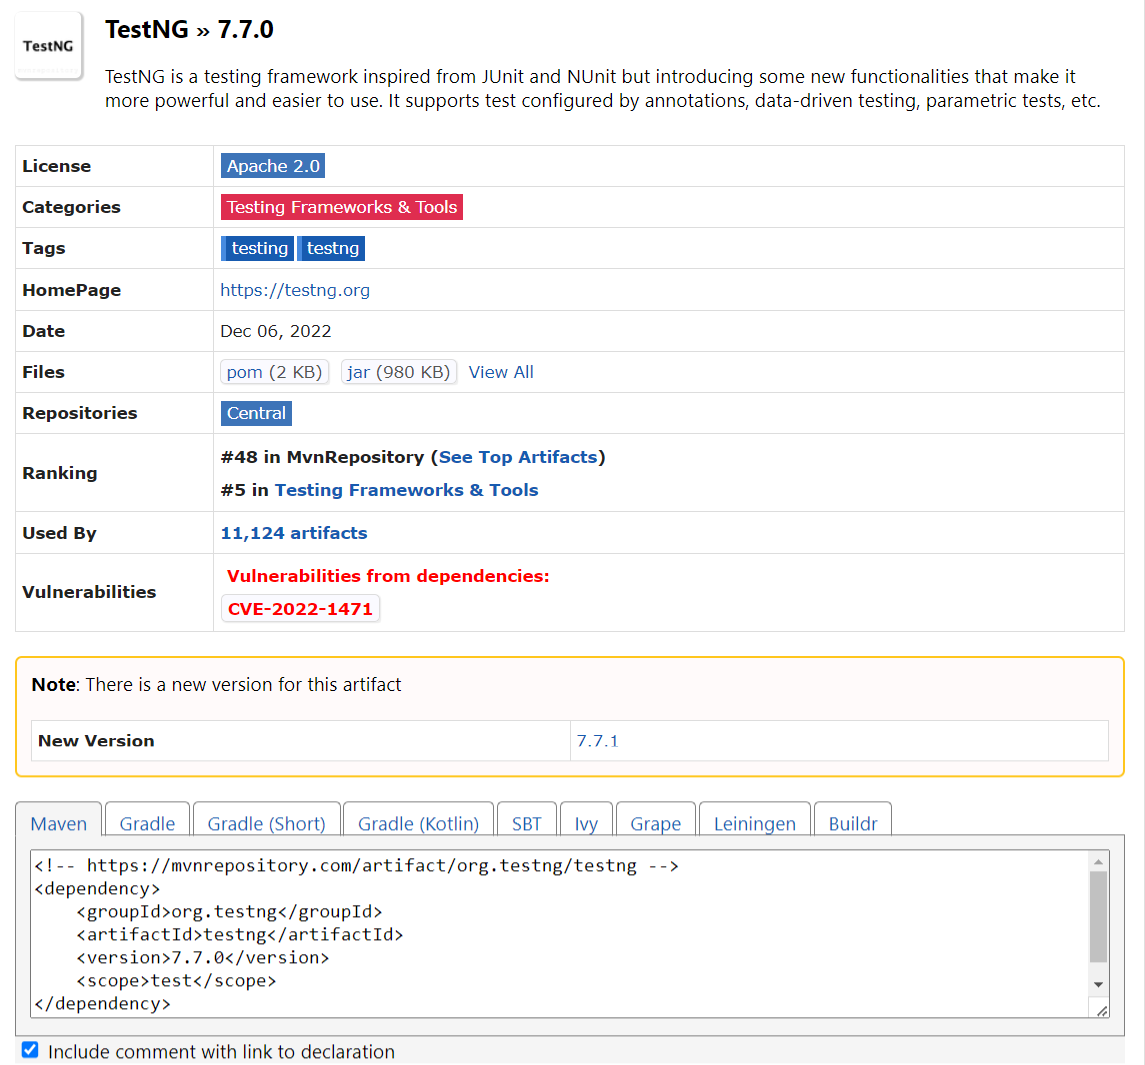 TestNG
TestNG » 7.7.0
TestNG is a testing framework inspired from JUnit and NUnit but introducing some new functionalities that make it
more powerful and easier to use. It supports test configured by annotations, data-driven testing, parametric tests, etc.
License Apache 2.0
Categories Testing Frameworks & Tools
Tags testing testng
HomePage https://testng.org
Date Dec 06, 2022
Files pom (2 KB) jar (980 KB) View All
Repositories Central
Ranking
#48 in MvnRepository (See Top Artifacts)
#5 in Testing Frameworks & Tools
Used By 11,124 artifacts
Vulnerabilities
Vulnerabilities from dependencies:
CVE-2022-1471
Note: There is a new version for this artifact
New Version 7.7.1
Maven Gradle Gradle (Short) Gradle (Kotlin) SBT Ivy Grape Leiningen Buildr
<!-- https://mvnrepository.com/artifact/org.testng/testng -->
<dependency>
    <groupId>org.testng</groupId>
    <artifactId>testng</artifactId>
    <version>7.7.0</version>
    <scope>test</scope>
</dependency>
Include comment with link to declaration